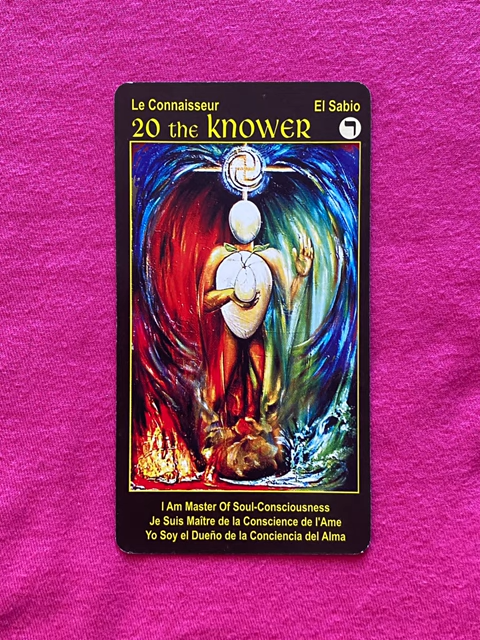 Le Connaisseur El Sabio
20 the KNOWER ר
I Am Master Of Soul-Consciousness
Je Suis Maître de la Conscience de l'Ame
Yo Soy el Dueño de la Conciencia del Alma